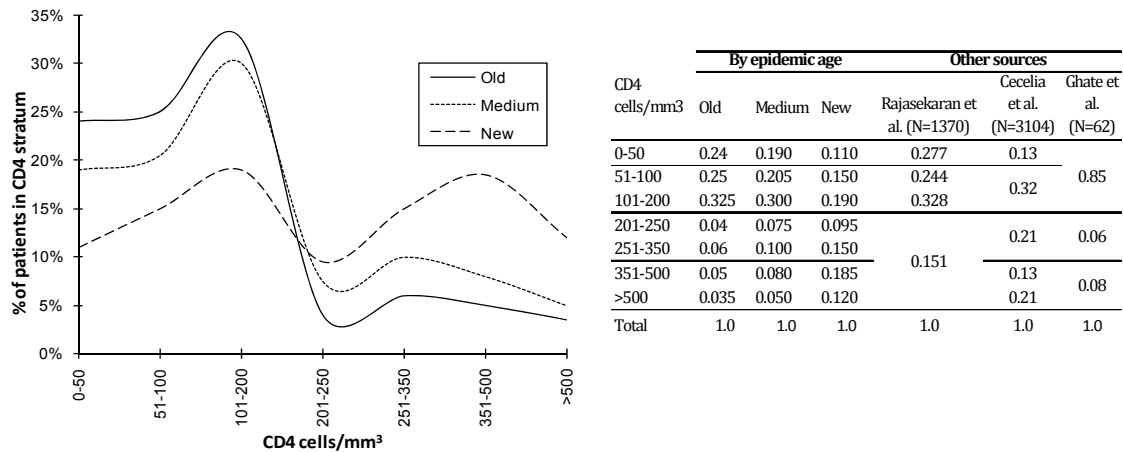 35%
30%
25%
20%
15%
10%
5%
0%
% of patients in CD4 stratum
Old
Medium
New
0-50
51-100
101-200
201-250
251-350
351-500
>500
CD4 cells/mm³
By epidemic age Other sources
CD4 cells/mm3 Old Medium New Rajasekaran et al. (N=1370) Cecelia et al. (N=3104) Ghate et al. (N=62)
0-50 0.24 0.190 0.110 0.277 0.13 0.85
51-100 0.25 0.205 0.150 0.244 0.32
101-200 0.325 0.300 0.190 0.328
201-250 0.04 0.075 0.095 0.151 0.21 0.06
251-350 0.06 0.100 0.150
351-500 0.05 0.080 0.185 0.13 0.08
>500 0.035 0.050 0.120 0.21
Total 1.0 1.0 1.0 1.0 1.0 1.0